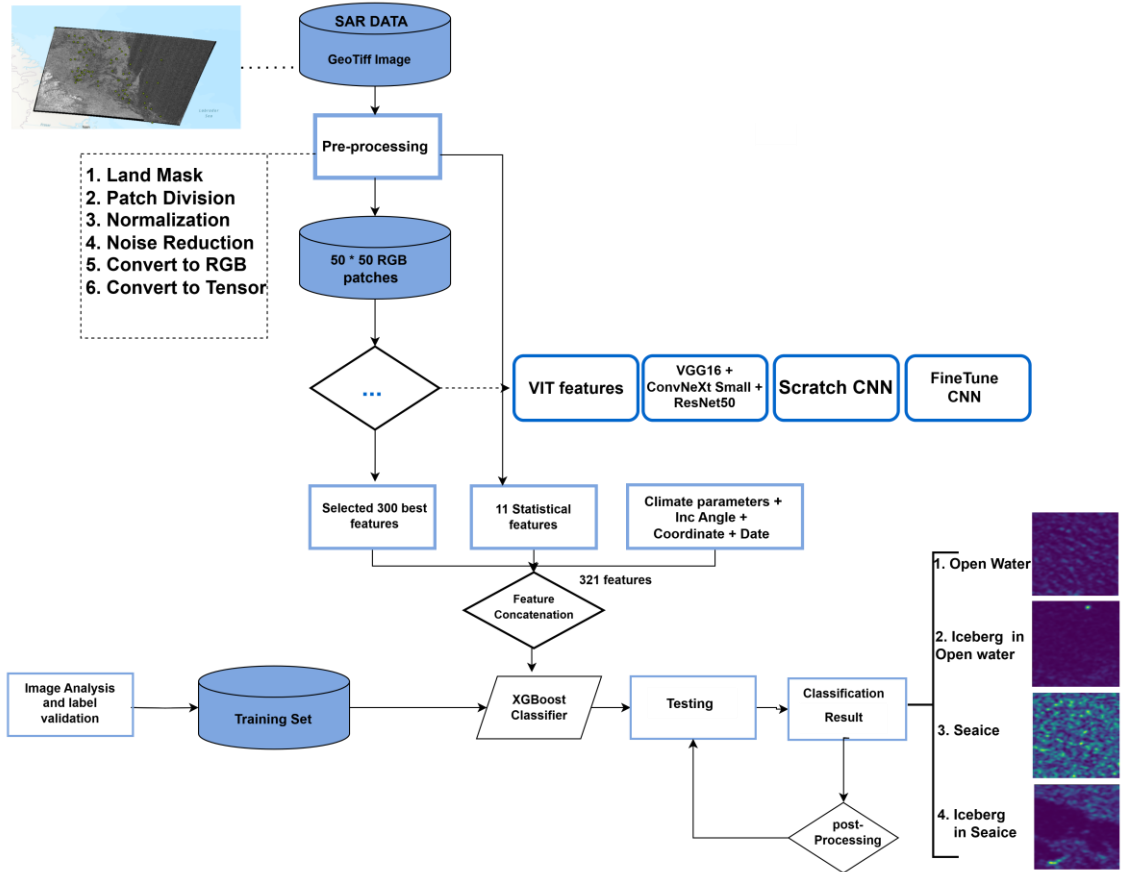 SAR DATA
GeoTiff Image
Pre-processing
1. Land Mask
2. Patch Division
3. Normalization
4. Noise Reduction
5. Convert to RGB
6. Convert to Tensor
50 * 50 RGB
patches
...
VIT features
VGG16 +
ConvNeXt Small +
ResNet50
Scratch CNN
FineTune
CNN
Selected 300 best
features
11 Statistical
features
Climate parameters +
Inc Angle +
Coordinate + Date
321 features
Feature
Concatenation
Image Analysis
and label
validation
Training Set
XGBoost
Classifier
Testing
Classification
Result
post-
Processing
1. Open Water
2. Iceberg in
Open water
3. Seaice
4. Iceberg
in Seaice